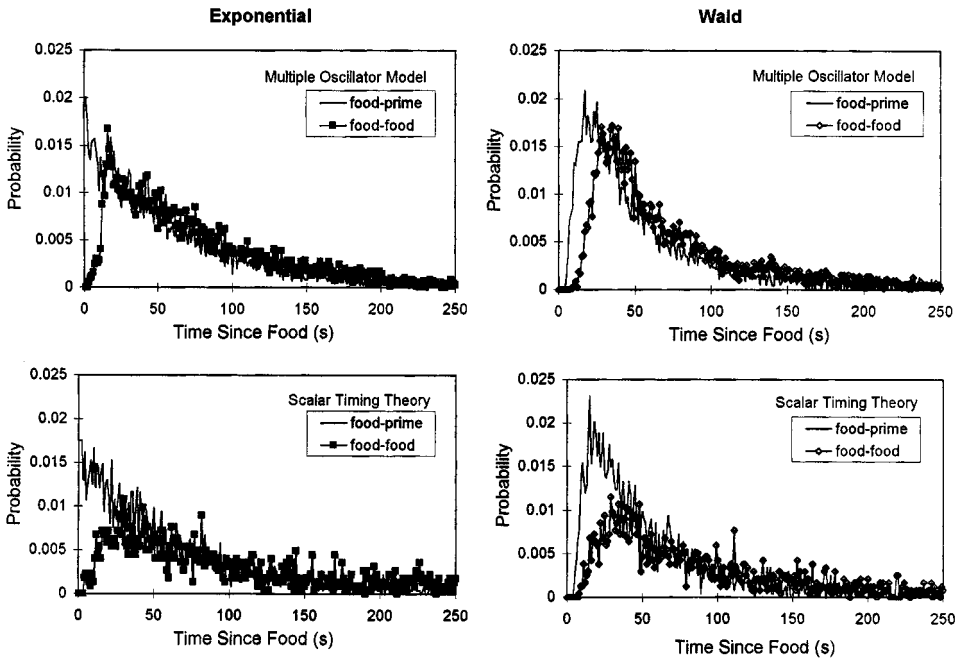 Exponential
Wald
0.025
0.02
0.015
0.01
0.005
0
Probability
Multiple Oscillator Model
food-prime
food-food
0 50 100 150 200 250
Time Since Food (s)
0.025
0.02
0.015
0.01
0.005
0
Probability
Multiple Oscillator Model
food-prime
food-food
0 50 100 150 200 250
Time Since Food (s)
0.025
0.02
0.015
0.01
0.005
0
Probability
Scalar Timing Theory
food-prime
food-food
0 50 100 150 200 250
Time Since Food (s)
0.025
0.02
0.015
0.01
0.005
0
Probability
Scalar Timing Theory
food-prime
food-food
0 50 100 150 200 250
Time Since Food (s)